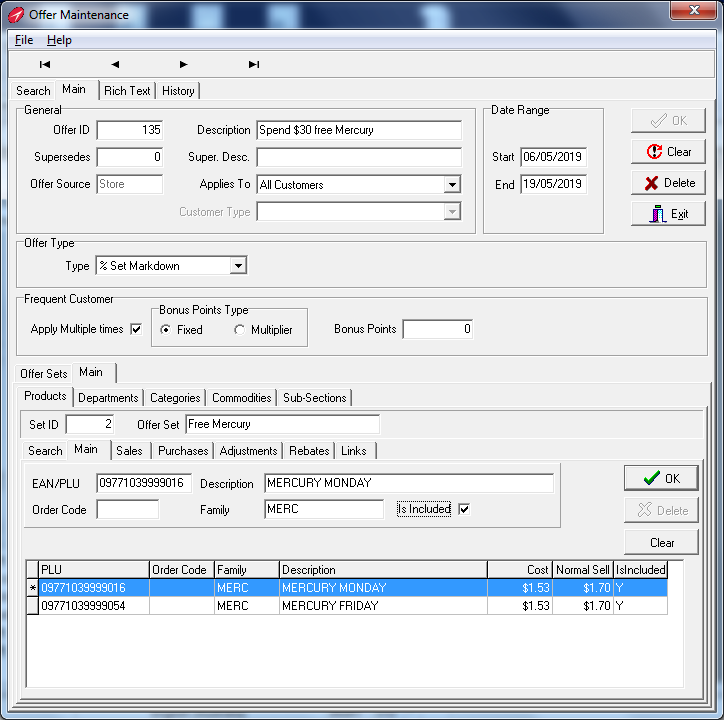 Offer Maintenance
File Help
Search Main Rich Text History
General
Offer ID 135 Description Spend $30 free Mercury
Supersedes 0 Super. Desc.
Offer Source Store Applies To All Customers
Customer Type
Date Range
Start 06/05/2019
End 19/05/2019
OK
Clear
Delete
Exit
Offer Type
Type % Set Markdown
Frequent Customer
Apply Multiple times Bonus Points Type Fixed Multiplier Bonus Points 0
Offer Sets Main
Products Departments Categories Commodities Sub-Sections
Set ID 2 Offer Set Free Mercury
Search Main Sales Purchases Adjustments Rebates Links
EAN/PLU 09771039999016 Description MERCURY MONDAY
Order Code Family MERC Is Included
OK
Delete
Clear
PLU Order Code Family Description Cost Normal Sell IsIncluded
* 09771039999016 MERC MERCURY MONDAY $1.53 $1.70 Y
09771039999054 MERC MERCURY FRIDAY $1.53 $1.70 Y